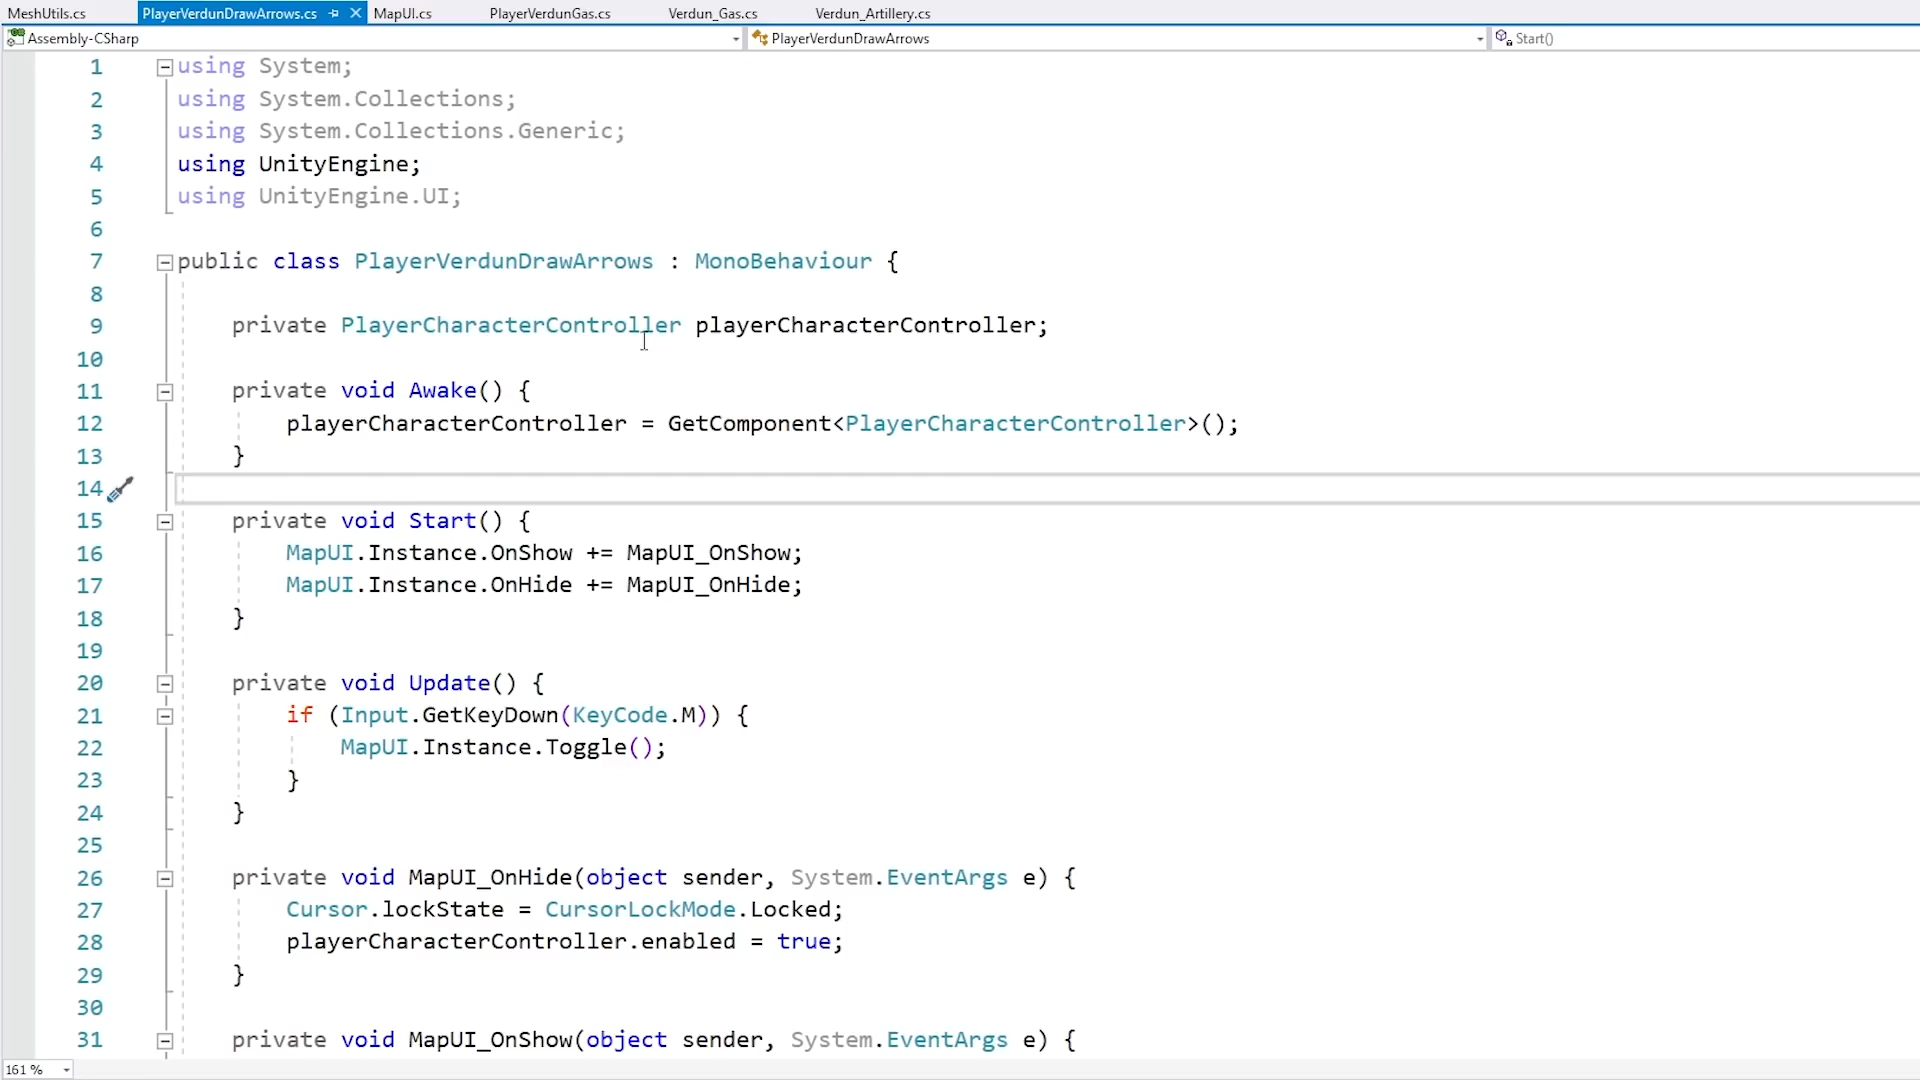 MeshUtils.cs PlayerVerdunDrawArrows.cs MapUI.cs PlayerVerdunGas.cs Verdun_Gas.cs Verdun_Artillery.cs
Assembly-CSharp PlayerVerdunDrawArrows Start()
1 using System;
2 using System.Collections;
3 using System.Collections.Generic;
4 using UnityEngine;
5 using UnityEngine.UI;
6
7 public class PlayerVerdunDrawArrows : MonoBehaviour {
8
9 private PlayerCharacterController playerCharacterController;
10
11 private void Awake() {
12 playerCharacterController = GetComponent<PlayerCharacterController>();
13 }
14
15 private void Start() {
16 MapUI.Instance.OnShow += MapUI_OnShow;
17 MapUI.Instance.OnHide += MapUI_OnHide;
18 }
19
20 private void Update() {
21 if (Input.GetKeyDown(KeyCode.M)) {
22 MapUI.Instance.Toggle();
23 }
24 }
25
26 private void MapUI_OnHide(object sender, System.EventArgs e) {
27 Cursor.lockState = CursorLockMode.Locked;
28 playerCharacterController.enabled = true;
29 }
30
31 private void MapUI_OnShow(object sender, System.EventArgs e) {
161 %